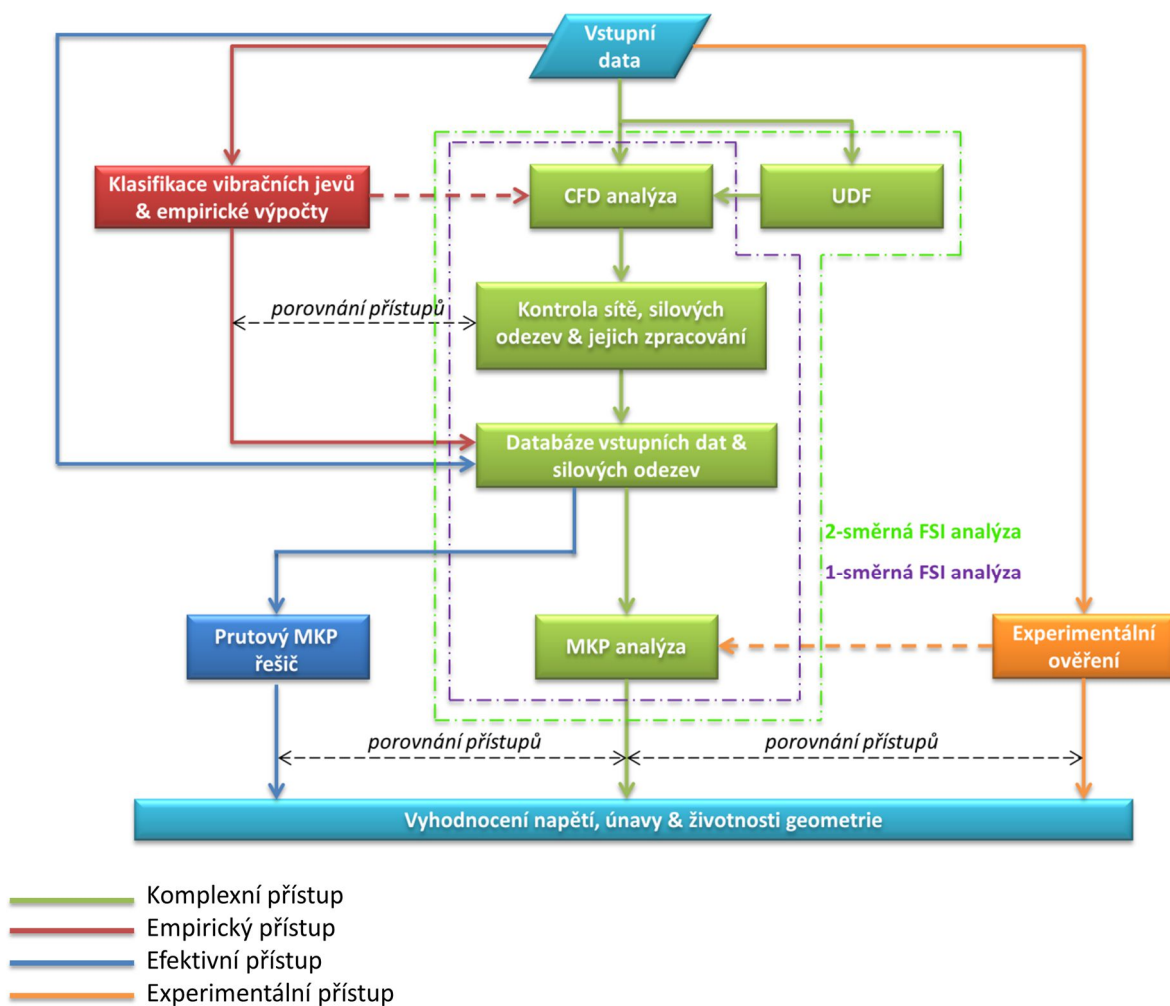 Vstupní
data
Klasifikace vibračních jevů
& empirické výpočty
CFD analýza
UDF
porovnání přístupů
Kontrola sítě, silových
odezev & jejich zpracování
Databáze vstupních dat &
silových odezev
2-směrná FSI analýza
1-směrná FSI analýza
Prutový MKP
řešič
MKP analýza
Experimentální
ověření
porovnání přístupů
porovnání přístupů
Vyhodnocení napětí, únavy & životnosti geometrie
Komplexní přístup
Empirický přístup
Efektivní přístup
Experimentální přístup